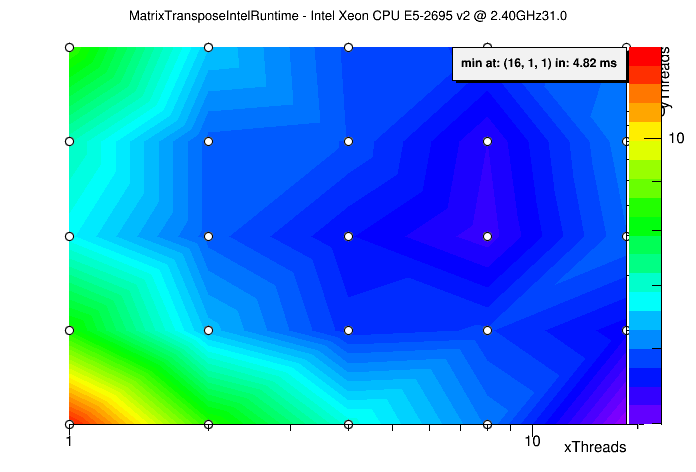 MatrixTransposeIntelRuntime - Intel Xeon CPU E5-2695 v2 @ 2.40GHz31.0
min at: (16, 1, 1) in: 4.82 ms
yThreads
10
1
10
xThreads